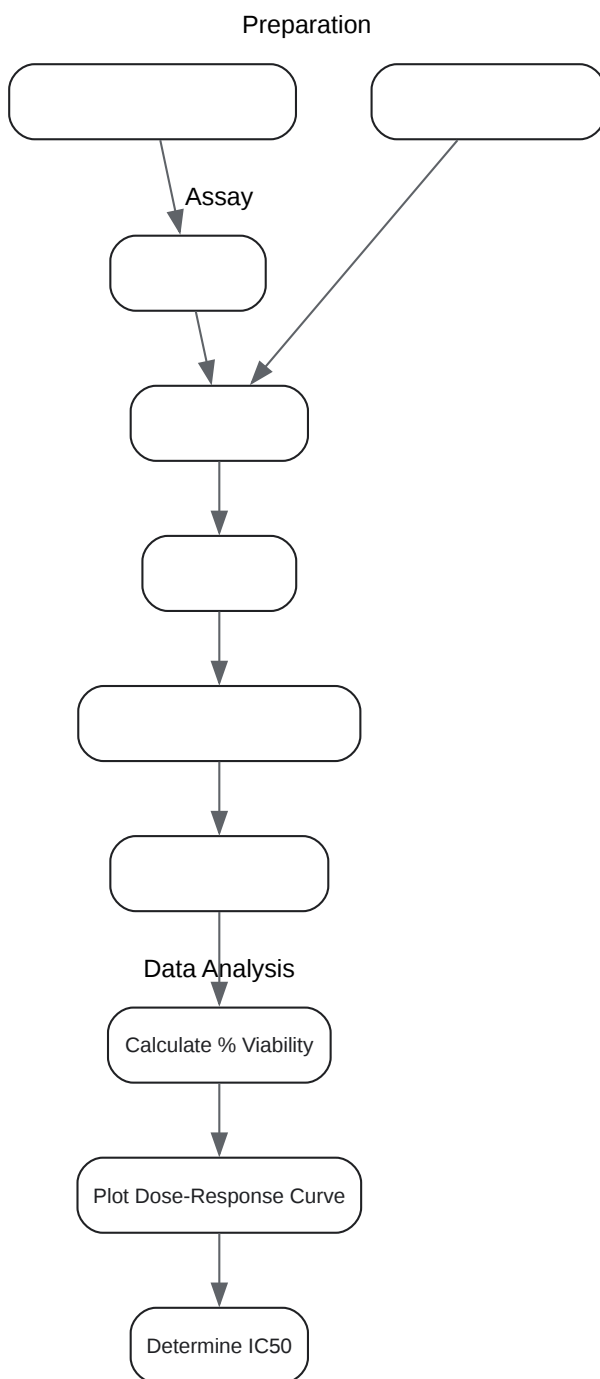 Preparation
Assay
Data Analysis
Calculate % Viability
Plot Dose-Response Curve
Determine IC50